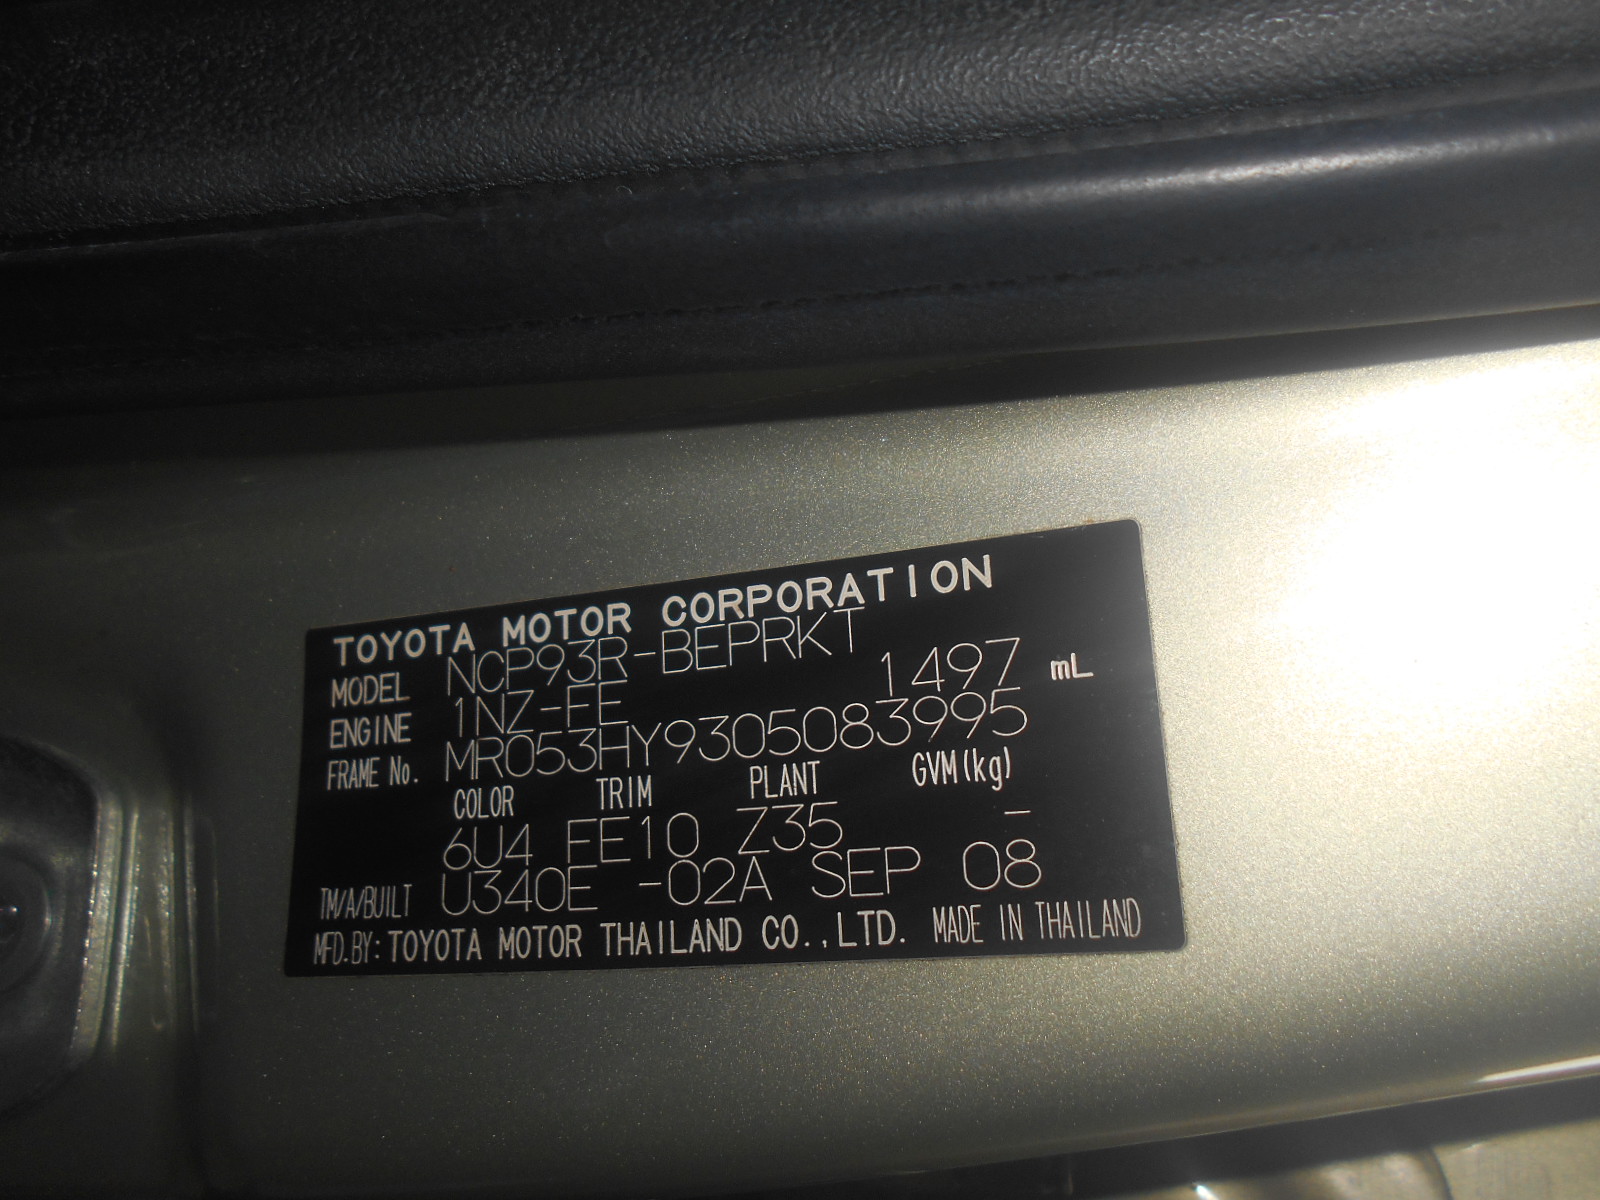 TOYOTA MOTOR CORPORATION
MODEL NCP93R-BEPRKT
ENGINE 1NZ-FE 1497 mL
FRAME No. MR053HY9305083995
COLOR TRIM PLANT GVM(kg)
6U4 FE10 Z35 -
TM/A/BUILT U340E -02A SEP 08
MFD.BY: TOYOTA MOTOR THAILAND CO.,LTD. MADE IN THAILAND